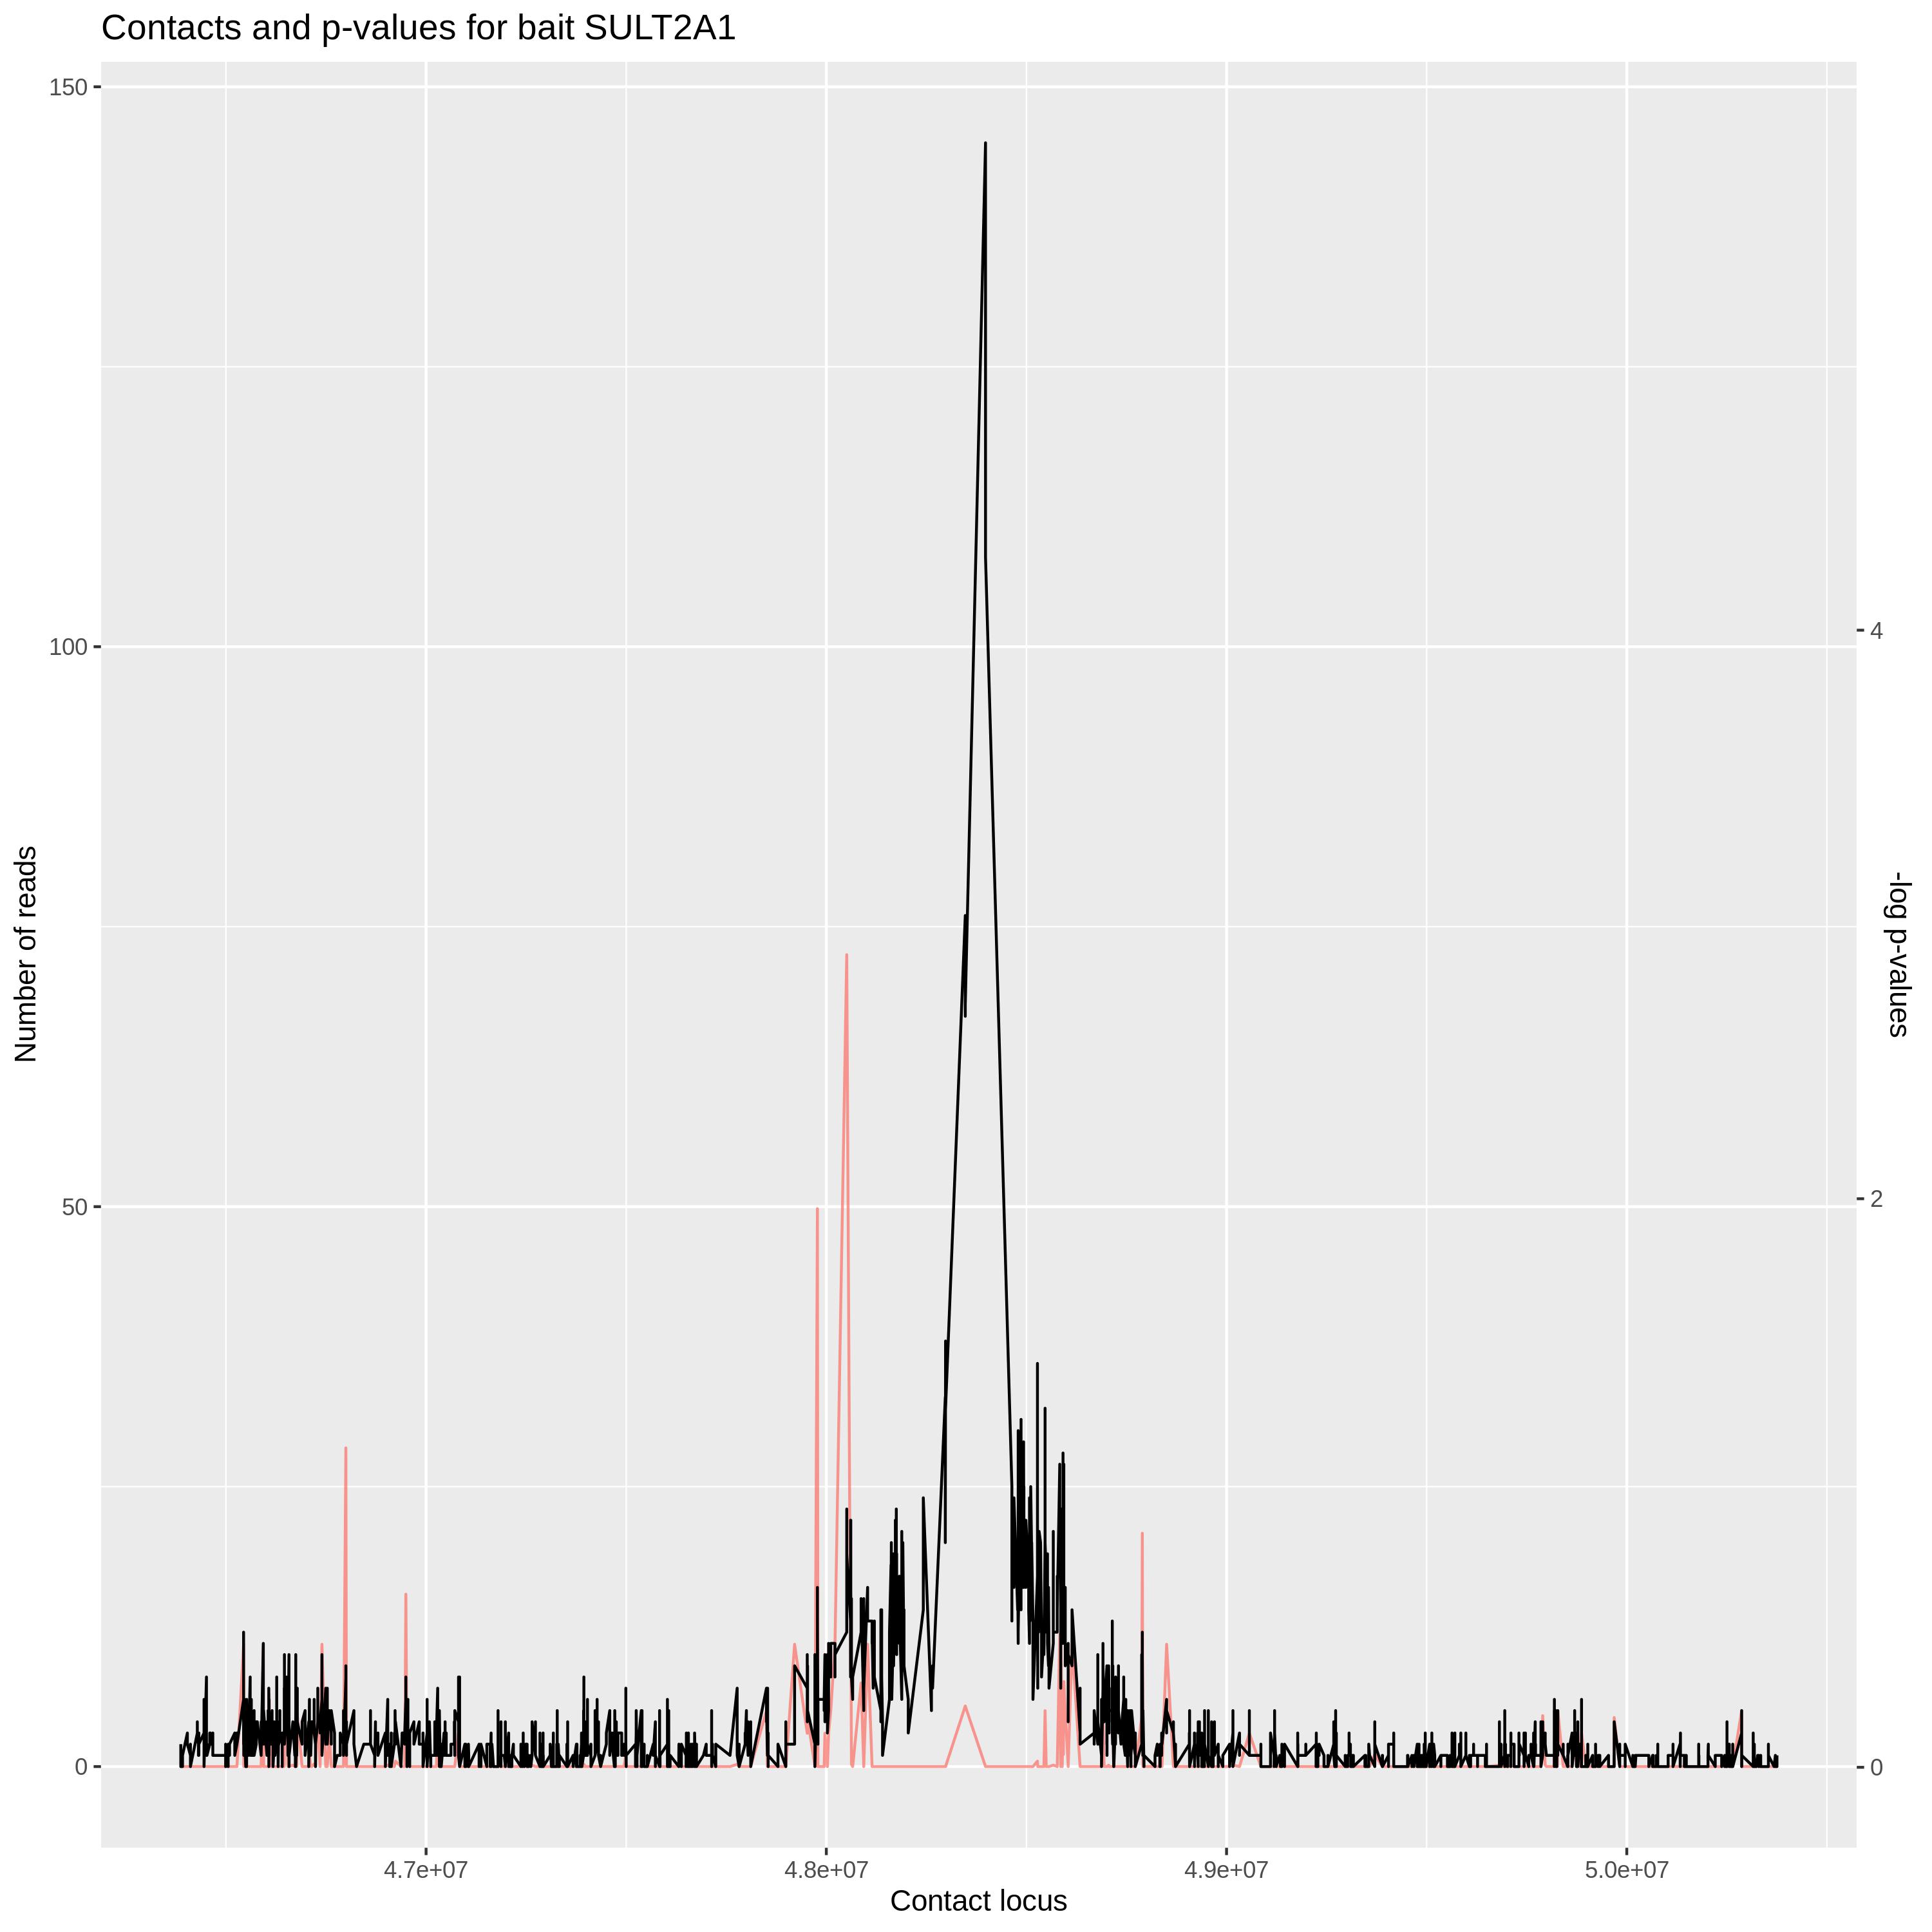 Contacts and p-values for bait SULT2A1
150
100
50
0
4
2
0
Number of reads
-log p-values
4.7e+07
4.8e+07
4.9e+07
5.0e+07
Contact locus